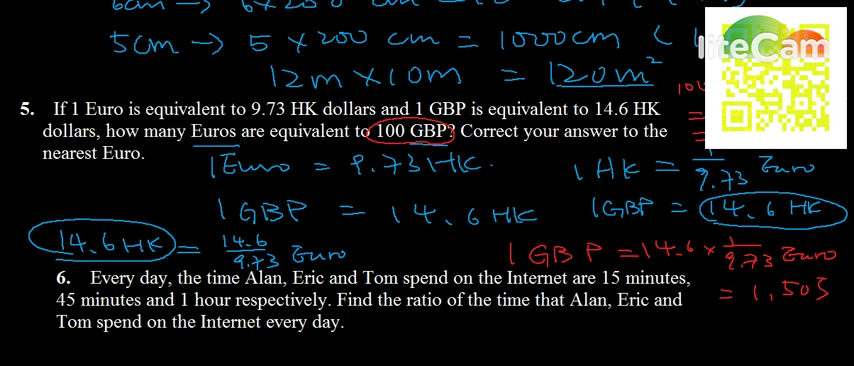 6cm → 6 × 200 cm =
5cm → 5 × 200 cm = 1000cm (
12m × 10m = 120m²
liteCam
5. If 1 Euro is equivalent to 9.73 HK dollars and 1 GBP is equivalent to 14.6 HK
dollars, how many Euros are equivalent to 100 GBP? Correct your answer to the
nearest Euro.
1 Euro = 9.73 HK.
1 HK = 1/9.73 Euro
1 GBP = 14.6 HK
1 GBP = 14.6 HK
14.6 HK = 14.6/9.73 Euro
1 GBP = 14.6 × 1/9.73 Euro
= 1.505
6. Every day, the time Alan, Eric and Tom spend on the Internet are 15 minutes,
45 minutes and 1 hour respectively. Find the ratio of the time that Alan, Eric and
Tom spend on the Internet every day.